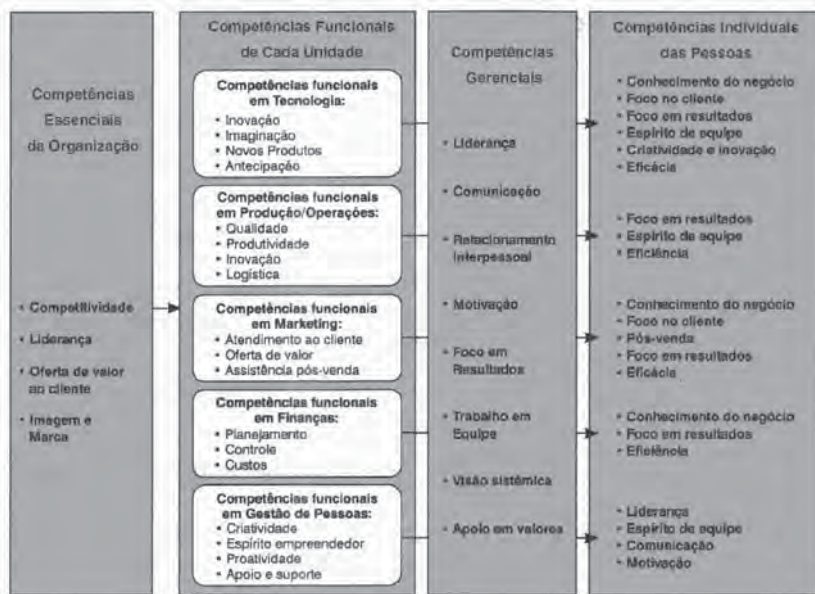 Competências
Essenciais
da Organização
• Competitividade
• Liderança
• Oferta de valor
ao cliente
• Imagem e
Marca
Competências Funcionais
de Cada Unidade
Competências funcionais
em Tecnologia:
• Inovação
• Imaginação
• Novos Produtos
• Antecipação
Competências funcionais
em Produção/Operações:
• Qualidade
• Produtividade
• Inovação
• Logística
Competências funcionais
em Marketing:
• Atendimento ao cliente
• Oferta de valor
• Assistência pós-venda
Competências funcionais
em Finanças:
• Planejamento
• Controle
• Custos
Competências funcionais
em Gestão de Pessoas:
• Criatividade
• Espírito empreendedor
• Proatividade
• Apoio e suporte
Competências
Gerenciais
• Liderança
• Comunicação
• Relacionamento
Interpessoal
• Motivação
• Foco em
Resultados
• Trabalho em
Equipe
• Visão sistêmica
• Apoio em valores
Competências Individuais
das Pessoas
• Conhecimento do negócio
• Foco no cliente
• Foco em resultados
• Espírito de equipe
• Criatividade e inovação
• Eficácia
• Foco em resultados
• Espírito de equipe
• Eficiência
• Conhecimento do negócio
• Foco no cliente
• Pós-venda
• Foco em resultados
• Eficácia
• Conhecimento do negócio
• Foco em resultados
• Eficiência
• Liderança
• Espírito de equipe
• Comunicação
• Motivação